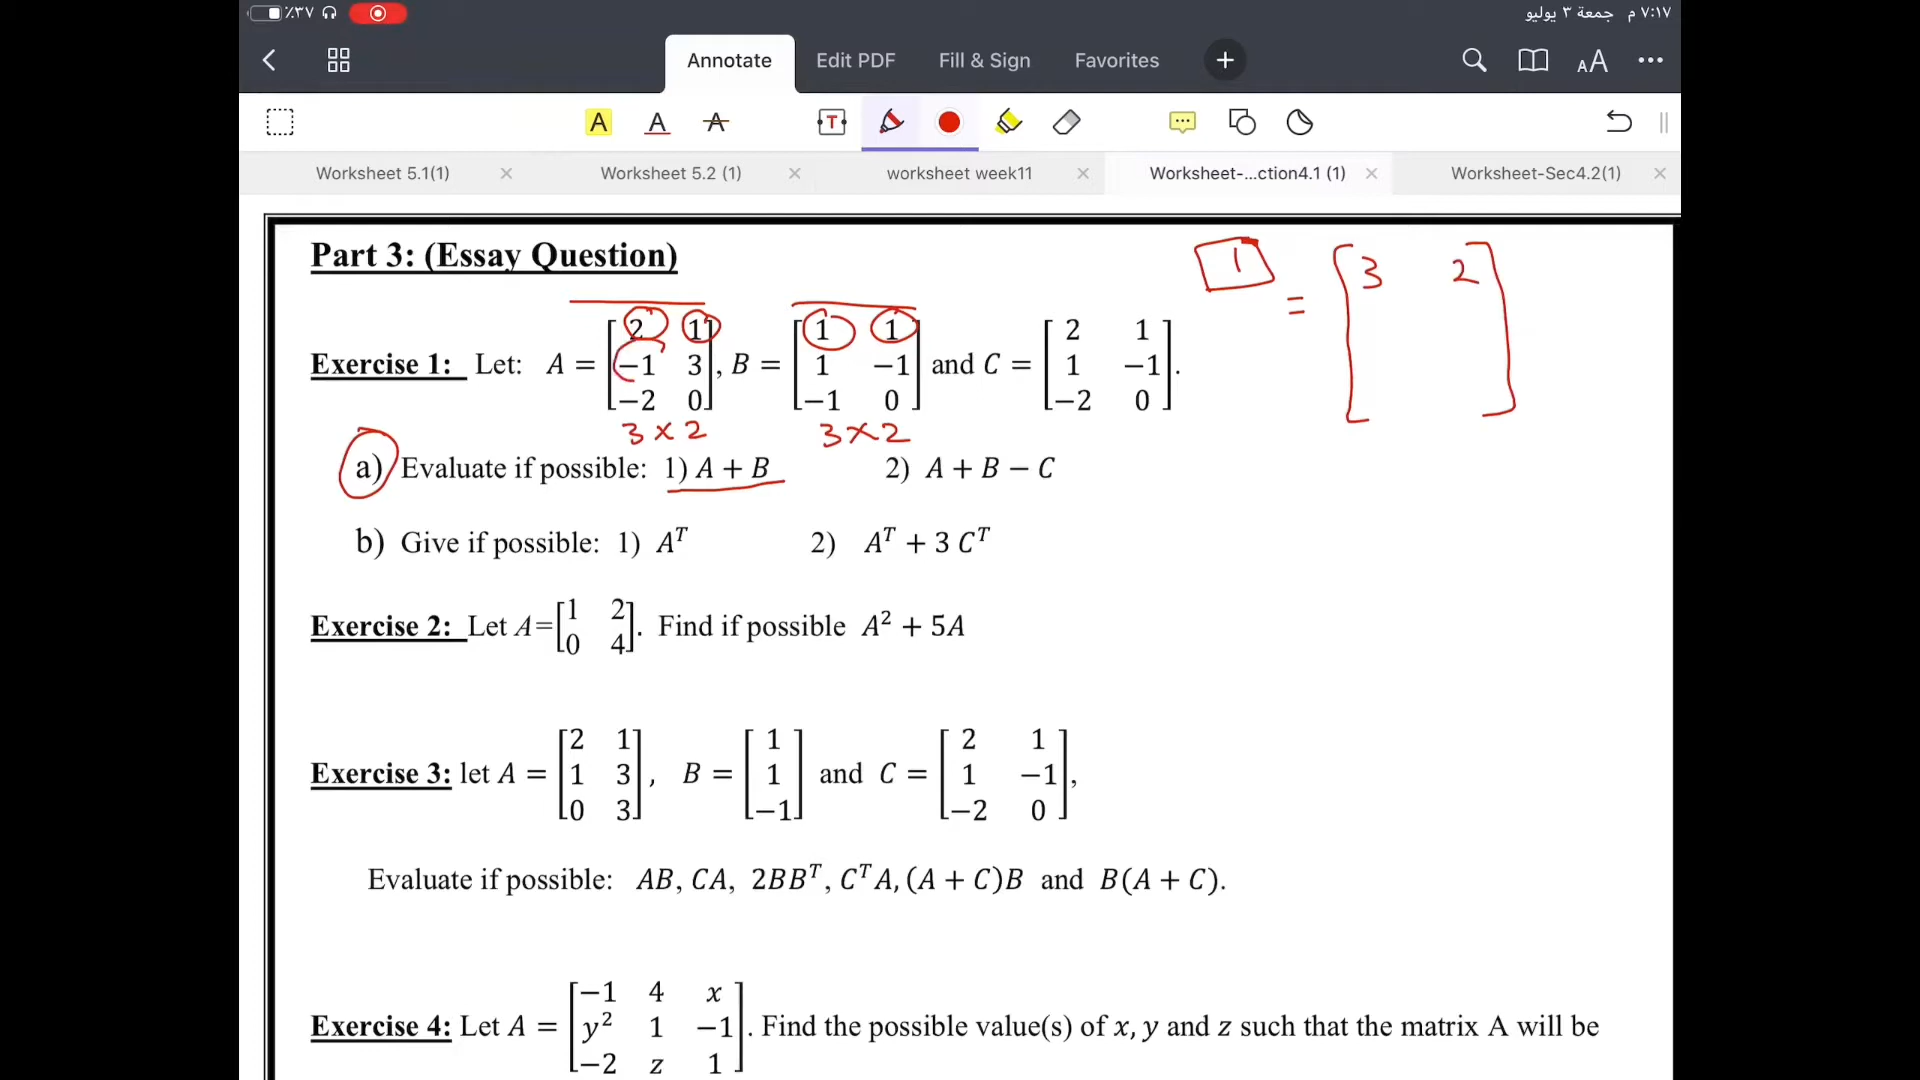 ٪٣٧ ٧:١٧ م جمعة ٣ يوليو
Annotate Edit PDF Fill & Sign Favorites
A A A T
Worksheet 5.1(1) Worksheet 5.2 (1) worksheet week11 Worksheet-...ction4.1 (1) Worksheet-Sec4.2(1)
Part 3: (Essay Question)
1 = [3 2]
Exercise 1: Let: A = [2 1; −1 3; −2 0], B = [1 1; 1 −1; −1 0] and C = [2 1; 1 −1; −2 0].
3 × 2 3 × 2
a) Evaluate if possible: 1) A + B 2) A + B − C
b) Give if possible: 1) Aᵀ 2) Aᵀ + 3 Cᵀ
Exercise 2: Let A=[1 2; 0 4]. Find if possible A² + 5A
Exercise 3: let A = [2 1; 1 3; 0 3], B = [1; 1; −1] and C = [2 1; 1 −1; −2 0],
Evaluate if possible: AB, CA, 2BBᵀ, CᵀA, (A + C)B and B(A + C).
Exercise 4: Let A = [−1 4 x; y² 1 −1; −2 z 1]. Find the possible value(s) of x, y and z such that the matrix A will be